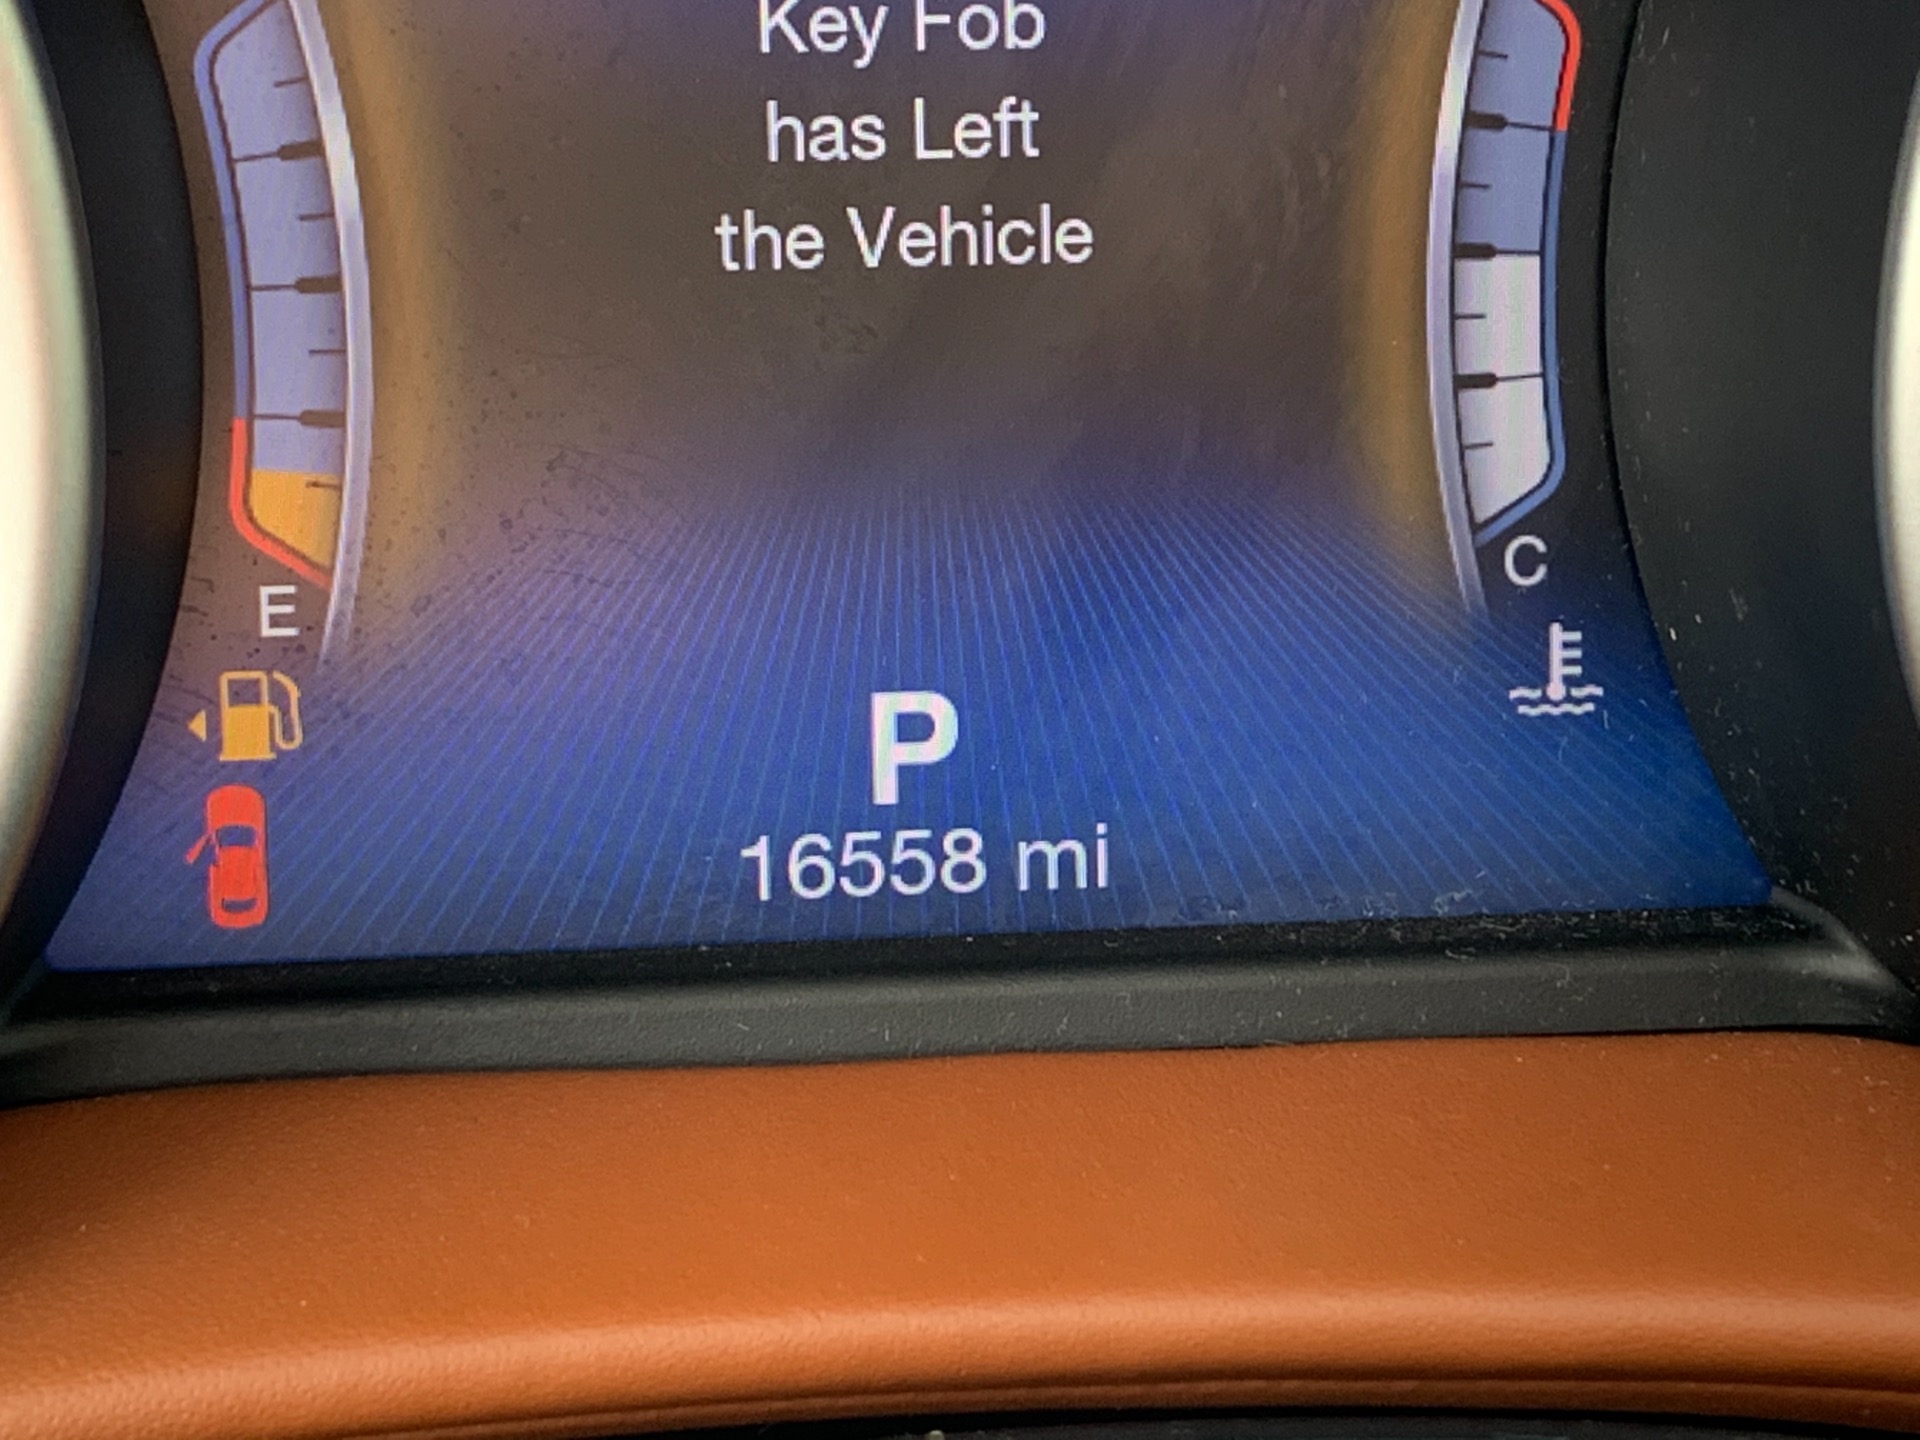 Key Fob
has Left
the Vehicle
E
C
P
16558 mi